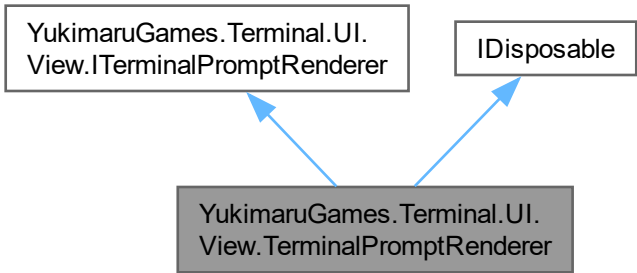 YukimaruGames.Terminal.UI.
View.ITerminalPromptRenderer
IDisposable
YukimaruGames.Terminal.UI.
View.TerminalPromptRenderer